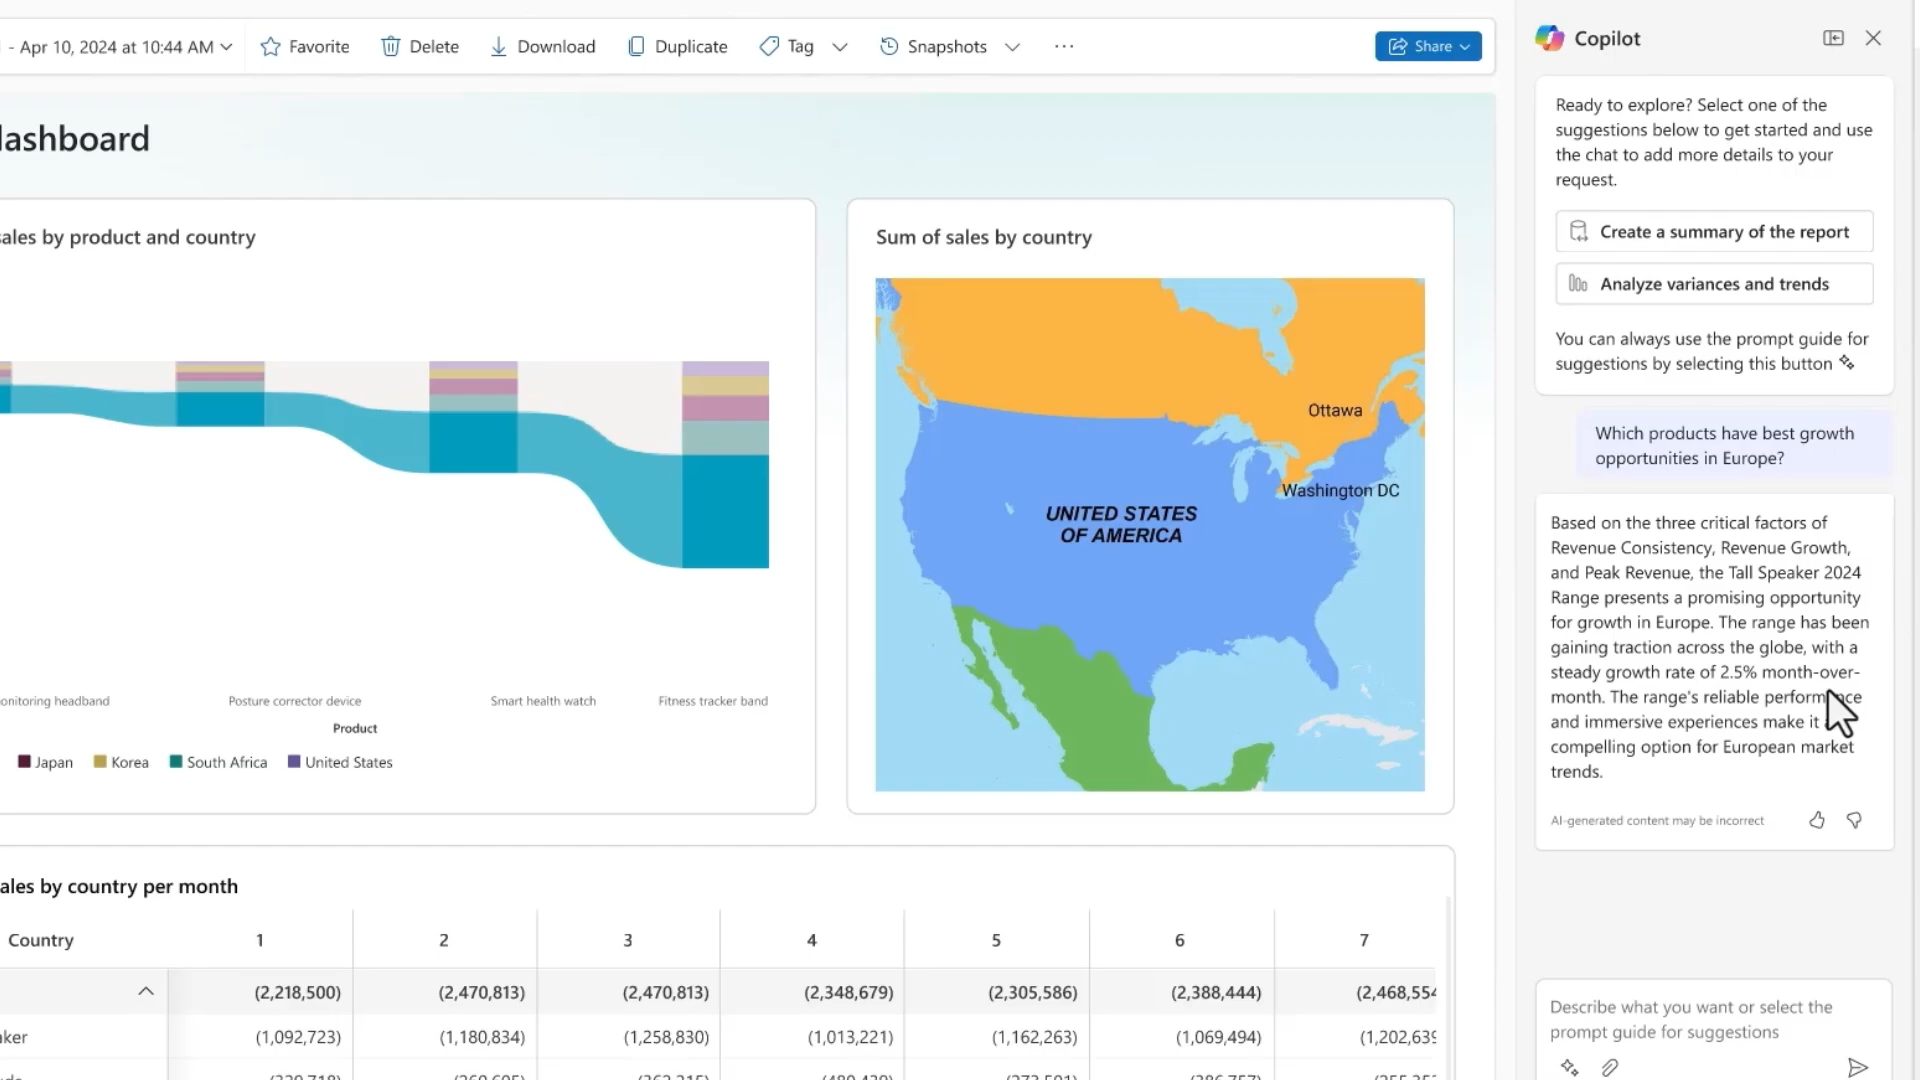 - Apr 10, 2024 at 10:44 AM
Favorite
Delete
Download
Duplicate
Tag
Snapshots
Share
ashboard
ales by product and country
onitoring headband
Posture corrector device
Smart health watch
Fitness tracker band
Product
Japan
Korea
South Africa
United States
Sum of sales by country
Ottawa
Washington DC
UNITED STATES
OF AMERICA
ales by country per month
Country 1 2 3 4 5 6 7
(2,218,500) (2,470,813) (2,470,813) (2,348,679) (2,305,586) (2,388,444) (2,468,554
aker (1,092,723) (1,180,834) (1,258,830) (1,013,221) (1,162,263) (1,069,494) (1,202,639
Copilot
Ready to explore? Select one of the
suggestions below to get started and use
the chat to add more details to your
request.
Create a summary of the report
Analyze variances and trends
You can always use the prompt guide for
suggestions by selecting this button
Which products have best growth
opportunities in Europe?
Based on the three critical factors of
Revenue Consistency, Revenue Growth,
and Peak Revenue, the Tall Speaker 2024
Range presents a promising opportunity
for growth in Europe. The range has been
gaining traction across the globe, with a
steady growth rate of 2.5% month-over-
month. The range's reliable performance
and immersive experiences make it
compelling option for European market
trends.
AI-generated content may be incorrect
Describe what you want or select the
prompt guide for suggestions